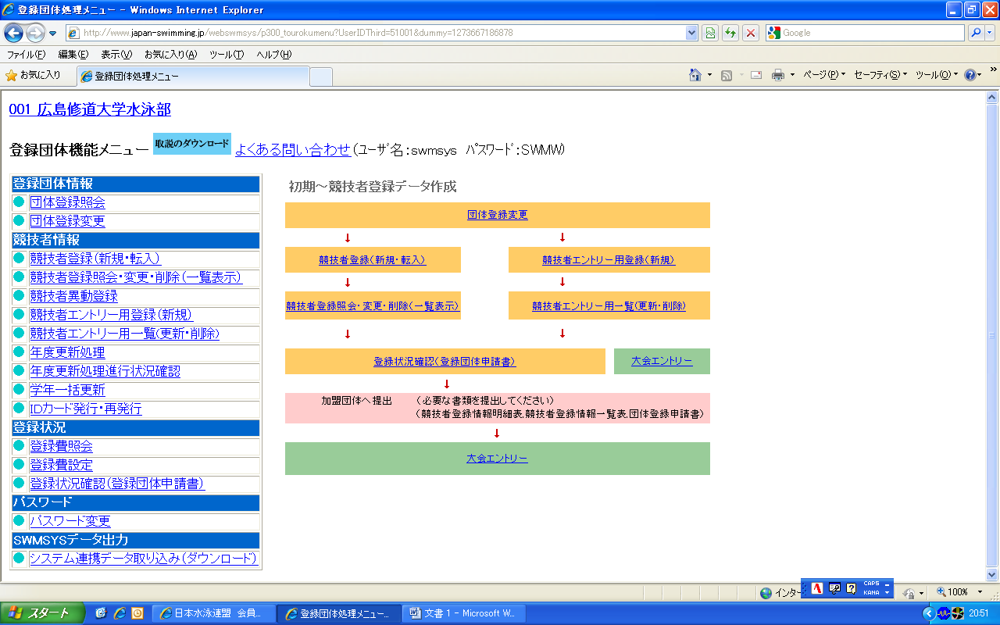 登録団体処理メニュー - Windows Internet Explorer
http://www.japan-swimming.jp/webswmsys/p300_tourokumenu?UserIDThird=51001&dummy=1273667186878
Google
ファイル(F) 編集(E) 表示(V) お気に入り(A) ツール(T) ヘルプ(H)
お気に入り 登録団体処理メニュー ページ(P) セーフティ(S) ツール(O)
001 広島修道大学水泳部
登録団体機能メニュー 取説のダウンロード よくある問い合わせ(ユーザ名:swmsys パスワード:SWMW)
登録団体情報
団体登録照会
団体登録変更
競技者情報
競技者登録(新規・転入)
競技者登録照会・変更・削除(一覧表示)
競技者異動登録
競技者エントリー用登録(新規)
競技者エントリー用一覧(更新・削除)
年度更新処理
年度更新処理進行状況確認
学年一括更新
IDカード発行・再発行
登録状況
登録費照会
登録費設定
登録状況確認(登録団体申請書)
パスワード
パスワード変更
SWMSYSデータ出力
システム連携データ取り込み(ダウンロード)
初期~競技者登録データ作成
団体登録変更
↓ ↓
競技者登録(新規・転入) 競技者エントリー用登録(新規)
↓ ↓
競技者登録照会・変更・削除(一覧表示) 競技者エントリー用一覧(更新・削除)
↓ ↓
登録状況確認(登録団体申請書) 大会エントリー
↓
加盟団体へ提出 (必要な書類を提出してください)
(競技者登録情報明細表,競技者登録情報一覧表,団体登録申請書)
↓
大会エントリー
インター CAPS KANA 100%
スタート 日本水泳連盟 会員... 登録団体処理メニュー... 文書 1 - Microsoft W... 20:51